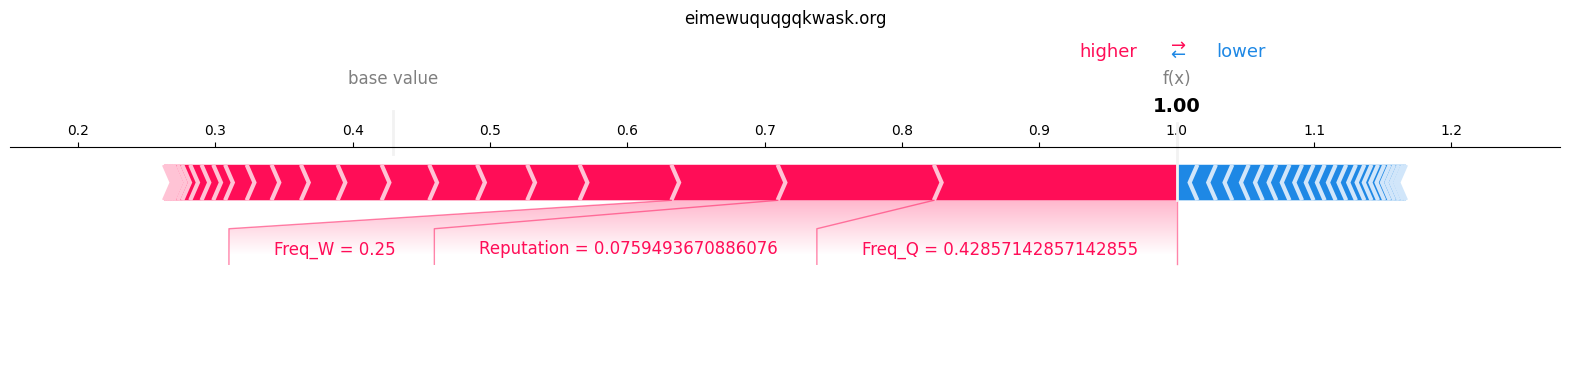 eimewuquqgqkwask.org
higher ⇄ lower
base value f(x)
1.00
0.2 0.3 0.4 0.5 0.6 0.7 0.8 0.9 1.0 1.1 1.2
Freq_W = 0.25 Reputation = 0.0759493670886076 Freq_Q = 0.42857142857142855